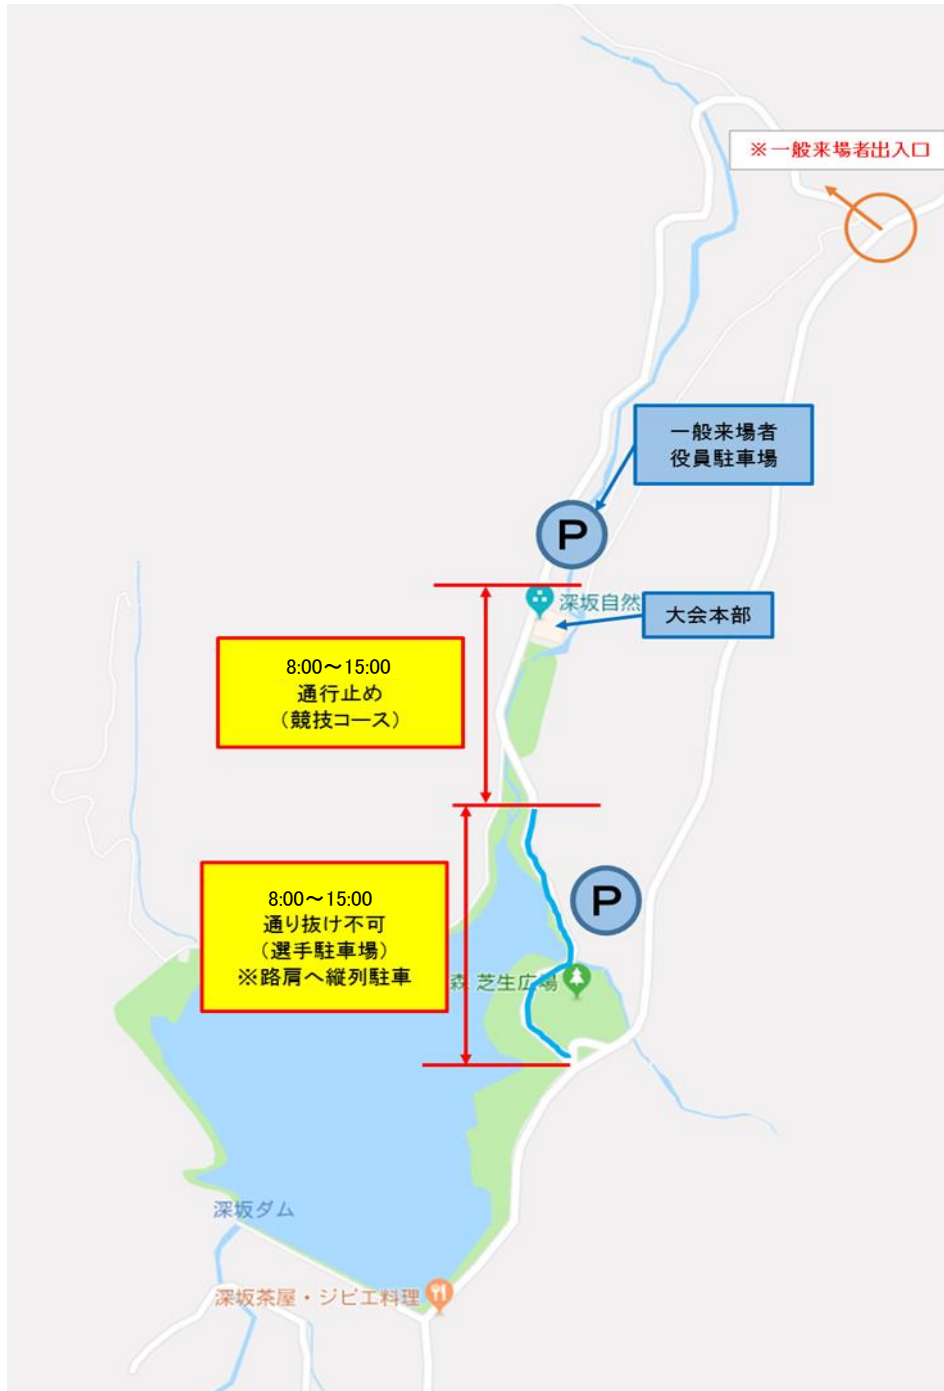 ※一般来場者出入口
一般来場者
役員駐車場
P
深坂自然
大会本部
8:00～15:00
通行止め
（競技コース）
P
8:00～15:00
通り抜け不可
（選手駐車場）
※路肩へ縦列駐車
森 芝生広場
深坂ダム
深坂茶屋・ジビエ料理